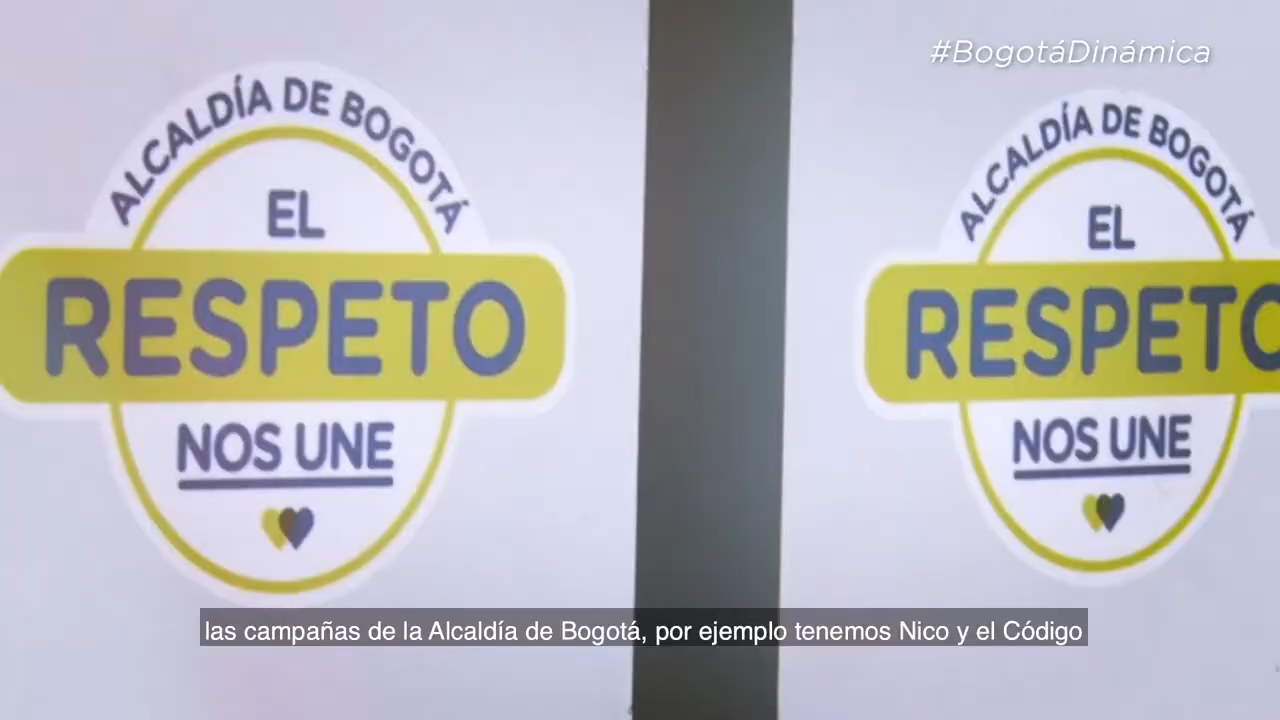 #BogotáDinámica
ALCALDÍA DE BOGOTÁ
EL
RESPETO
NOS UNE
ALCALDÍA DE BOGOTÁ
EL
RESPETO
NOS UNE
las campañas de la Alcaldía de Bogotá, por ejemplo tenemos Nico y el Código